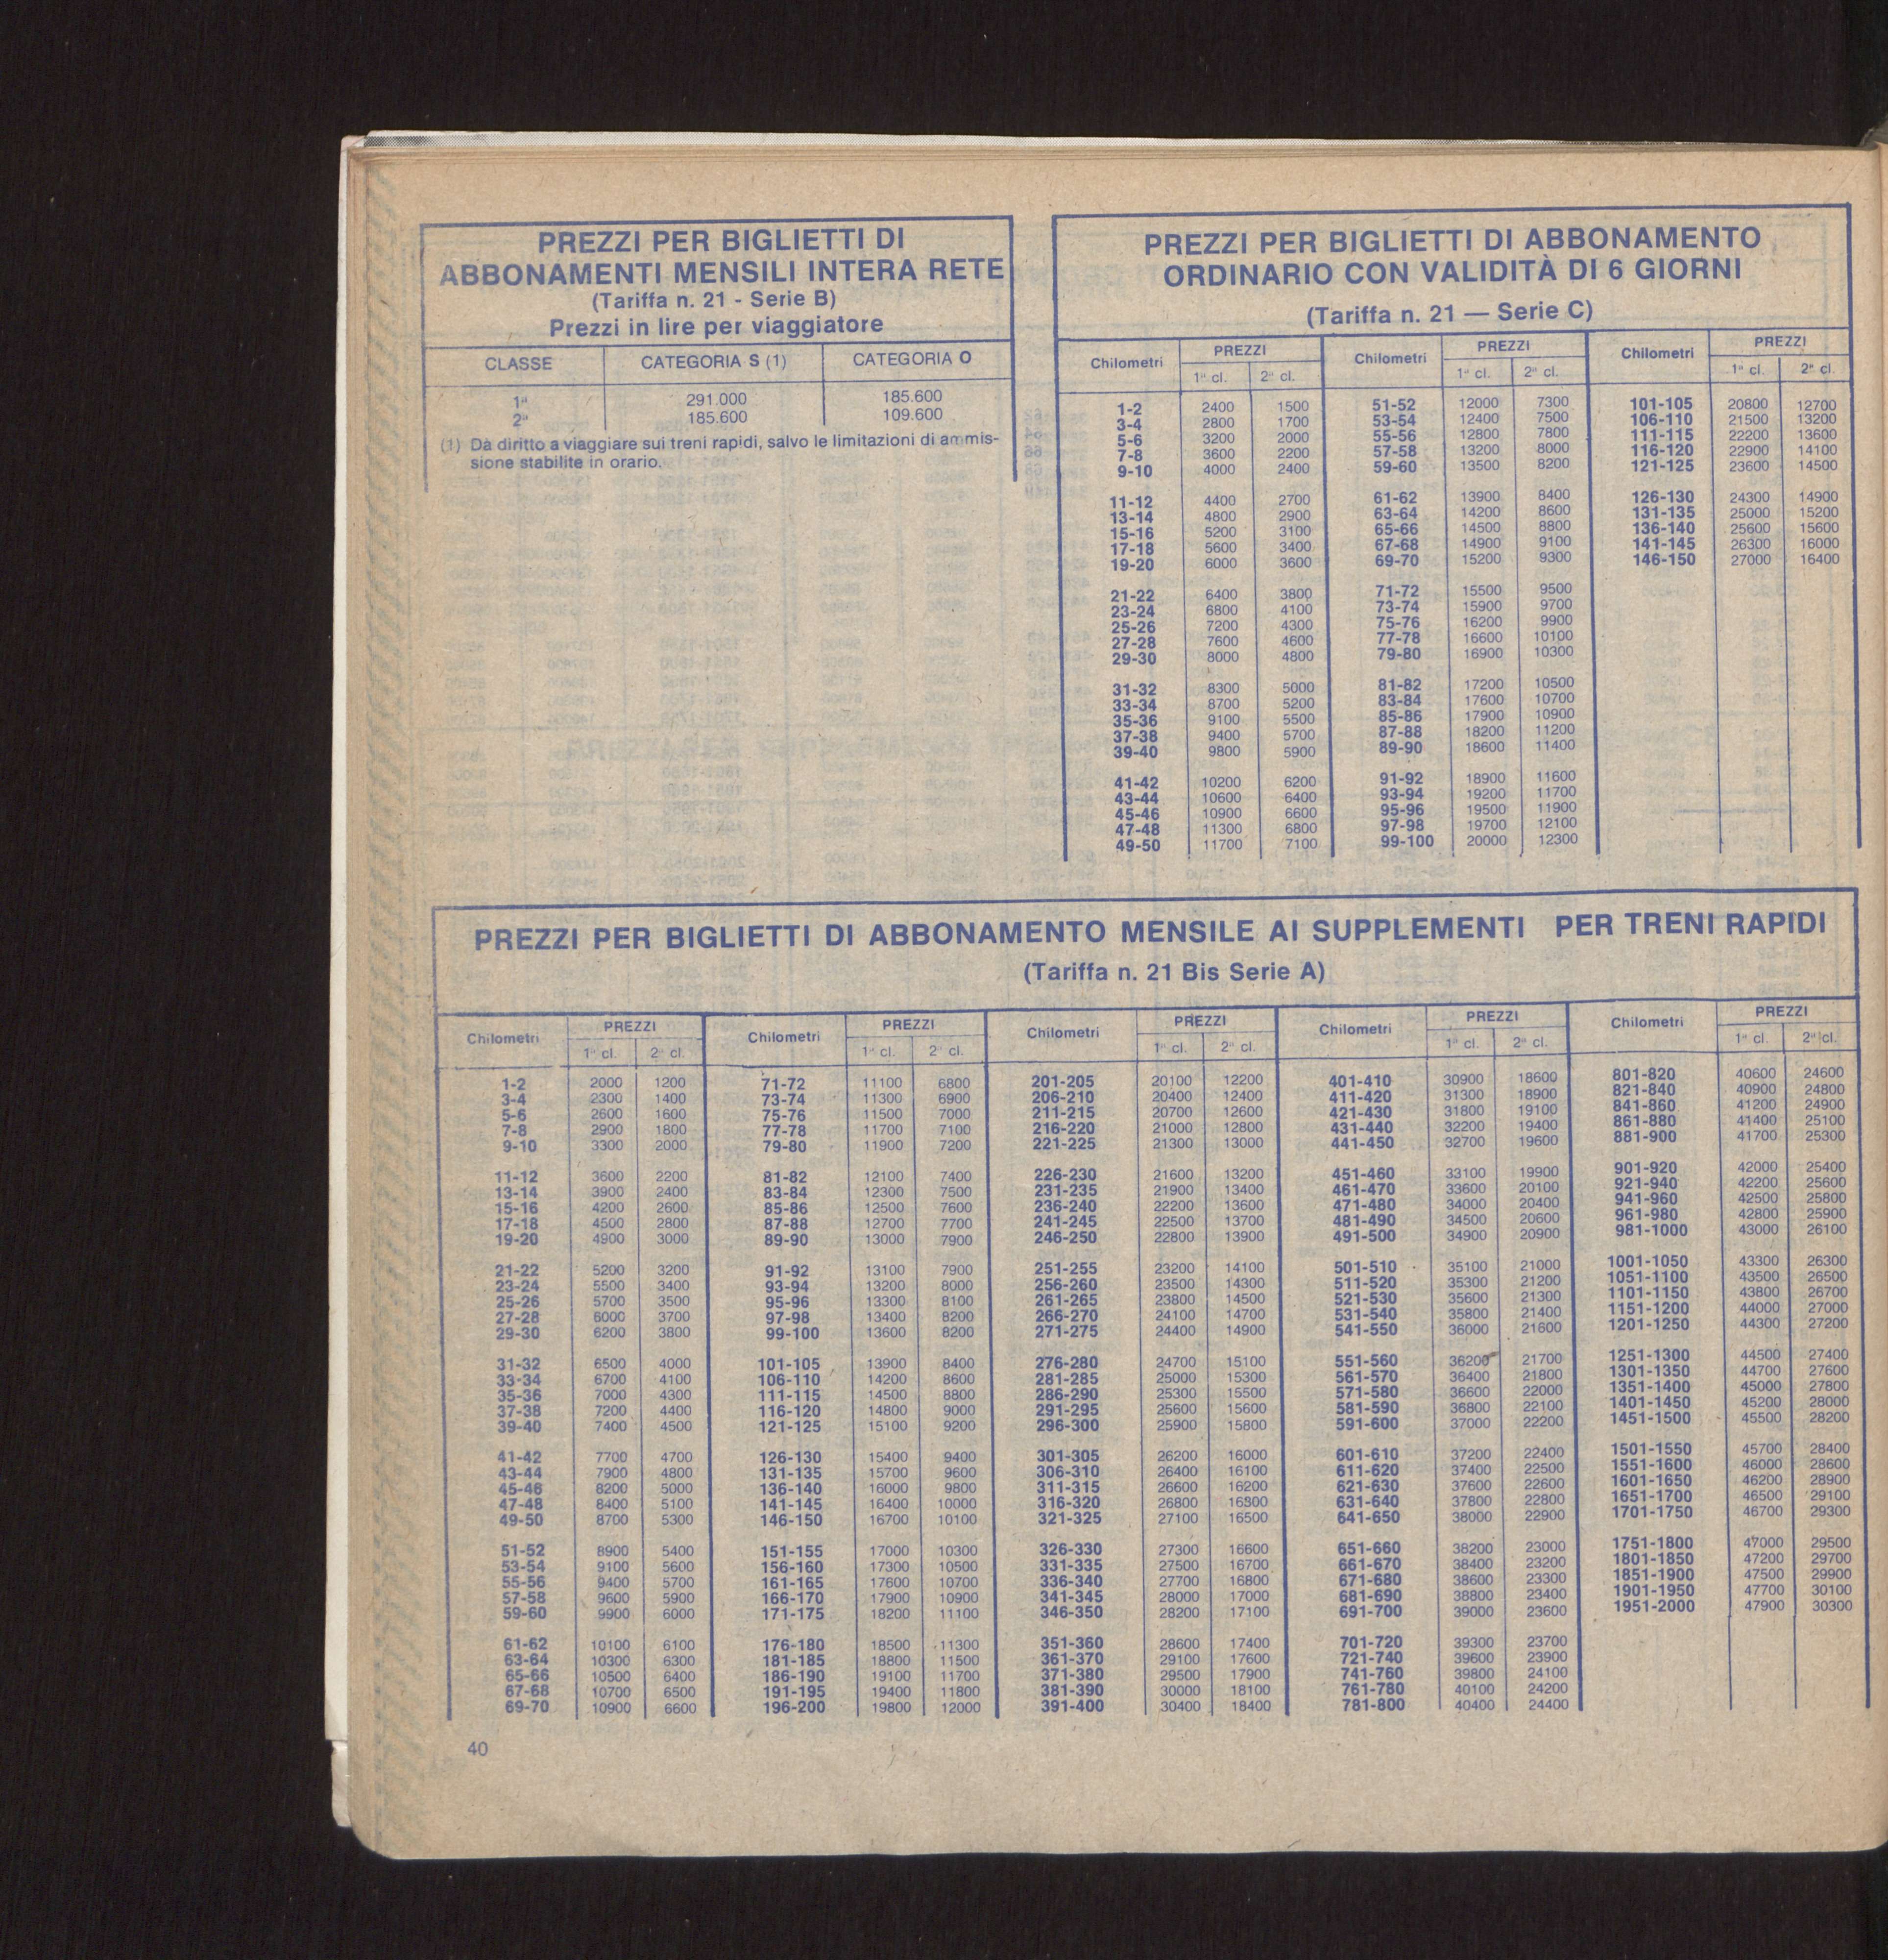 PREZZI PER BIGLIETTI DI
ABBONAMENTI MENSILI INTERA RETE
(Tariffa n. 21 - Serie B)
Prezzi in lire per viaggiatore
CLASSE CATEGORIA S (1) CATEGORIA O
1ª 291.000 185.600
2ª 185.600 109.600
(1) Dà diritto a viaggiare sui treni rapidi, salvo le limitazioni di ammis-
sione stabilite in orario.
PREZZI PER BIGLIETTI DI ABBONAMENTO
ORDINARIO CON VALIDITÀ DI 6 GIORNI
(Tariffa n. 21 — Serie C)
Chilometri PREZZI Chilometri PREZZI Chilometri PREZZI
1ª cl. 2ª cl. 1ª cl. 2ª cl. 1ª cl. 2ª cl.
1-2 2400 1500 51-52 12000 7300 101-105 20800 12700
3-4 2800 1700 53-54 12400 7500 106-110 21500 13200
5-6 3200 2000 55-56 12800 7800 111-115 22200 13600
7-8 3600 2200 57-58 13200 8000 116-120 22900 14100
9-10 4000 2400 59-60 13500 8200 121-125 23600 14500
11-12 4400 2700 61-62 13900 8400 126-130 24300 14900
13-14 4800 2900 63-64 14200 8600 131-135 25000 15200
15-16 5200 3100 65-66 14500 8800 136-140 25600 15600
17-18 5600 3400 67-68 14900 9100 141-145 26300 16000
19-20 6000 3600 69-70 15200 9300 146-150 27000 16400
21-22 6400 3800 71-72 15500 9500
23-24 6800 4100 73-74 15900 9700
25-26 7200 4300 75-76 16200 9900
27-28 7600 4600 77-78 16600 10100
29-30 8000 4800 79-80 16900 10300
31-32 8300 5000 81-82 17200 10500
33-34 8700 5200 83-84 17600 10700
35-36 9100 5500 85-86 17900 10900
37-38 9400 5700 87-88 18200 11200
39-40 9800 5900 89-90 18600 11400
41-42 10200 6200 91-92 18900 11600
43-44 10600 6400 93-94 19200 11700
45-46 10900 6600 95-96 19500 11900
47-48 11300 6800 97-98 19700 12100
49-50 11700 7100 99-100 20000 12300
PREZZI PER BIGLIETTI DI ABBONAMENTO MENSILE AI SUPPLEMENTI PER TRENI RAPIDI
(Tariffa n. 21 Bis Serie A)
Chilometri PREZZI Chilometri PREZZI Chilometri PREZZI Chilometri PREZZI Chilometri PREZZI
1ª cl. 2ª cl. 1ª cl. 2ª cl. 1ª cl. 2ª cl. 1ª cl. 2ª cl. 1ª cl. 2ª cl.
1-2 2000 1200 71-72 11100 6800 201-205 20100 12200 401-410 30900 18600 801-820 40600 24600
3-4 2300 1400 73-74 11300 6900 206-210 20400 12400 411-420 31300 18900 821-840 40900 24800
5-6 2600 1600 75-76 11500 7000 211-215 20700 12600 421-430 31800 19100 841-860 41200 24900
7-8 2900 1800 77-78 11700 7100 216-220 21000 12800 431-440 32200 19400 861-880 41400 25100
9-10 3300 2000 79-80 11900 7200 221-225 21300 13000 441-450 32700 19600 881-900 41700 25300
11-12 3600 2200 81-82 12100 7400 226-230 21600 13200 451-460 33100 19900 901-920 42000 25400
13-14 3900 2400 83-84 12300 7500 231-235 21900 13400 461-470 33600 20100 921-940 42200 25600
15-16 4200 2600 85-86 12500 7600 236-240 22200 13600 471-480 34000 20400 941-960 42500 25800
17-18 4500 2800 87-88 12700 7700 241-245 22500 13700 481-490 34500 20600 961-980 42800 25900
19-20 4900 3000 89-90 13000 7900 246-250 22800 13900 491-500 34900 20900 981-1000 43000 26100
21-22 5200 3200 91-92 13100 7900 251-255 23200 14100 501-510 35100 21000 1001-1050 43300 26300
23-24 5500 3400 93-94 13200 8000 256-260 23500 14300 511-520 35300 21200 1051-1100 43500 26500
25-26 5700 3500 95-96 13300 8100 261-265 23800 14500 521-530 35600 21300 1101-1150 43800 26700
27-28 6000 3700 97-98 13400 8200 266-270 24100 14700 531-540 35800 21400 1151-1200 44000 27000
29-30 6200 3800 99-100 13600 8200 271-275 24400 14900 541-550 36000 21600 1201-1250 44300 27200
31-32 6500 4000 101-105 13900 8400 276-280 24700 15100 551-560 36200 21700 1251-1300 44500 27400
33-34 6700 4100 106-110 14200 8600 281-285 25000 15300 561-570 36400 21800 1301-1350 44700 27600
35-36 7000 4300 111-115 14500 8800 286-290 25300 15500 571-580 36600 22000 1351-1400 45000 27800
37-38 7200 4400 116-120 14800 9000 291-295 25600 15600 581-590 36800 22100 1401-1450 45200 28000
39-40 7400 4500 121-125 15100 9200 296-300 25900 15800 591-600 37000 22200 1451-1500 45500 28200
41-42 7700 4700 126-130 15400 9400 301-305 26200 16000 601-610 37200 22400 1501-1550 45700 28400
43-44 7900 4800 131-135 15700 9600 306-310 26400 16100 611-620 37400 22500 1551-1600 46000 28600
45-46 8200 5000 136-140 16000 9800 311-315 26600 16200 621-630 37600 22600 1601-1650 46200 28900
47-48 8400 5100 141-145 16400 10000 316-320 26800 16300 631-640 37800 22800 1651-1700 46500 29100
49-50 8700 5300 146-150 16700 10100 321-325 27100 16500 641-650 38000 22900 1701-1750 46700 29300
51-52 8900 5400 151-155 17000 10300 326-330 27300 16600 651-660 38200 23000 1751-1800 47000 29500
53-54 9100 5600 156-160 17300 10500 331-335 27500 16700 661-670 38400 23200 1801-1850 47200 29700
55-56 9400 5700 161-165 17600 10700 336-340 27700 16800 671-680 38600 23300 1851-1900 47500 29900
57-58 9600 5900 166-170 17900 10900 341-345 28000 17000 681-690 38800 23400 1901-1950 47700 30100
59-60 9900 6000 171-175 18200 11100 346-350 28200 17100 691-700 39000 23600 1951-2000 47900 30300
61-62 10100 6100 176-180 18500 11300 351-360 28600 17400 701-720 39300 23700
63-64 10300 6300 181-185 18800 11500 361-370 29100 17600 721-740 39600 23900
65-66 10500 6400 186-190 19100 11700 371-380 29500 17900 741-760 39800 24100
67-68 10700 6500 191-195 19400 11800 381-390 30000 18100 761-780 40100 24200
69-70 10900 6600 196-200 19800 12000 391-400 30400 18400 781-800 40400 24400
40